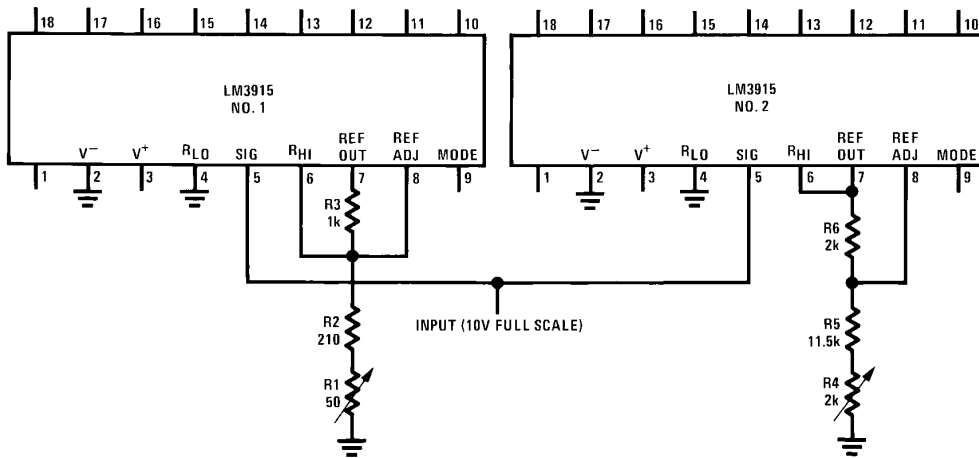 18 17 16 15 14 13 12 11 10
LM3915
NO. 1
V⁻ V⁺ RLO SIG RHI REF OUT REF ADJ MODE
1 2 3 4 5 6 7 8 9
R3
1k
R2
210
R1
50
18 17 16 15 14 13 12 11 10
LM3915
NO. 2
V⁻ V⁺ RLO SIG RHI REF OUT REF ADJ MODE
1 2 3 4 5 6 7 8 9
R6
2k
R5
11.5k
R4
2k
INPUT (10V FULL SCALE)